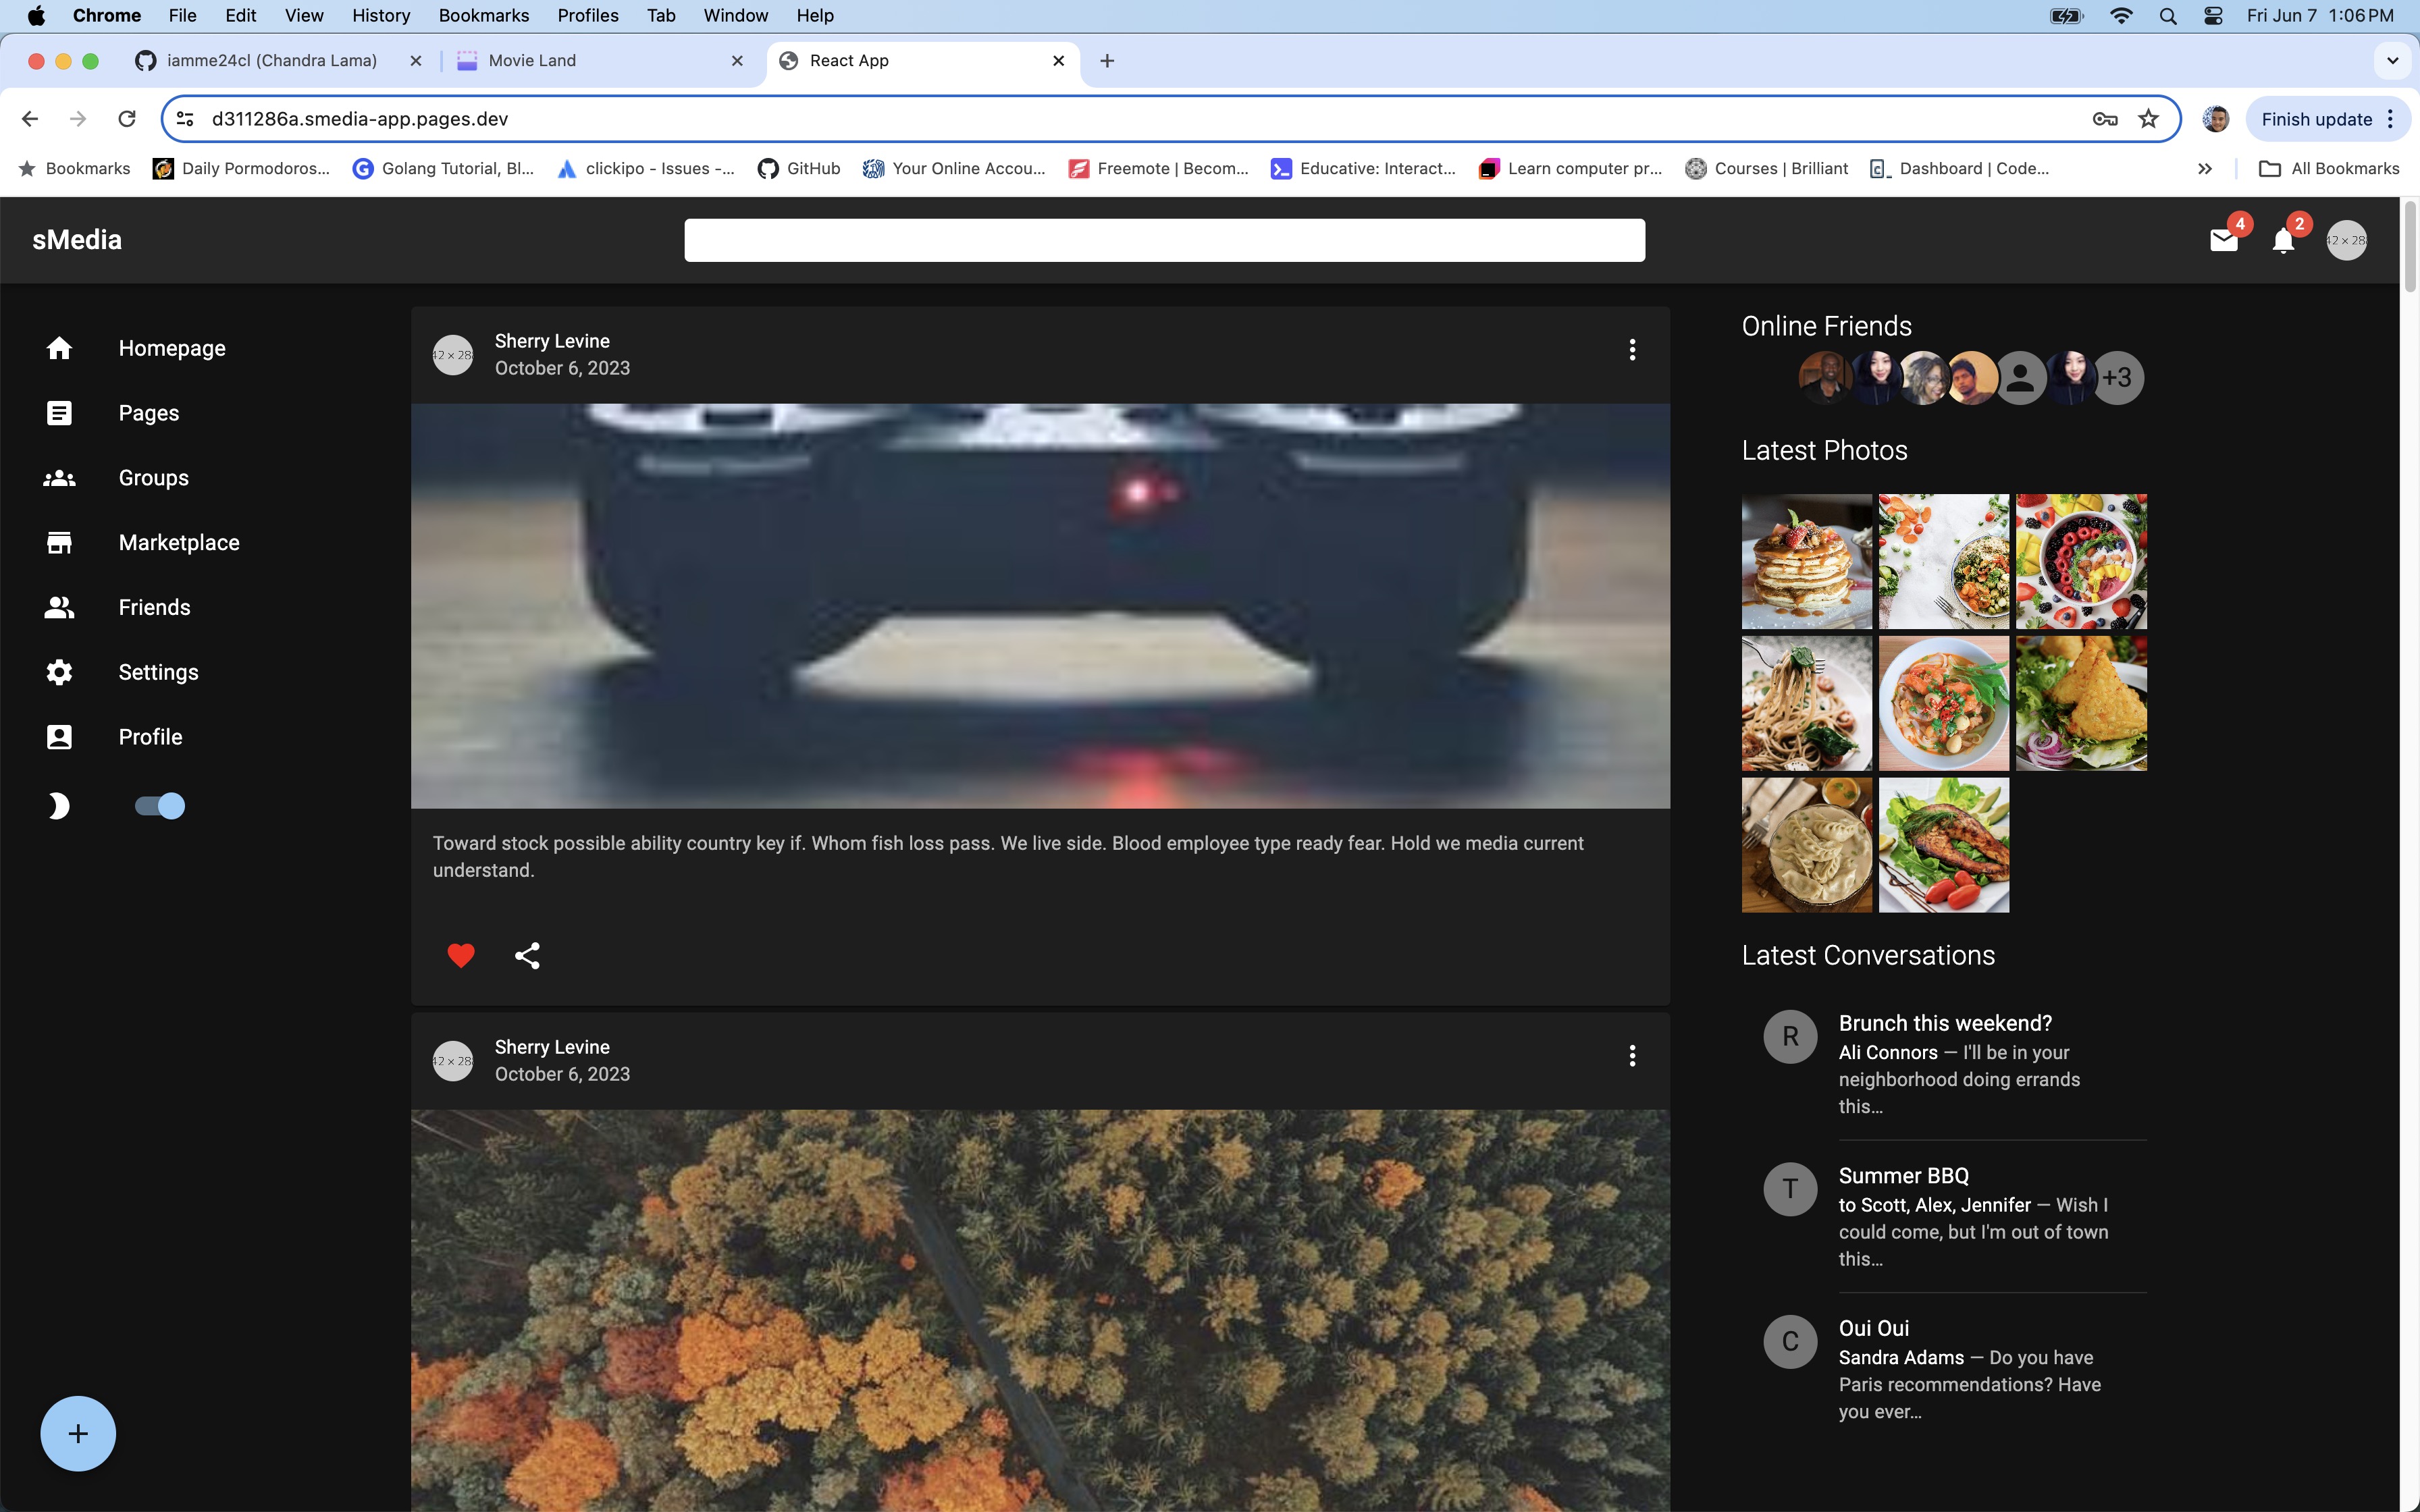 Chrome File Edit View History Bookmarks Profiles Tab Window Help Fri Jun 7 1:06 PM
iamme24cl (Chandra Lama) Movie Land React App
d311286a.smedia-app.pages.dev Finish update
Bookmarks Daily Pormodoros... Golang Tutorial, Bl... clickipo - Issues -... GitHub Your Online Accou... Freemote | Becom... Educative: Interact... Learn computer pr... Courses | Brilliant Dashboard | Code... All Bookmarks
sMedia
4
2
42 × 28
Homepage
Pages
Groups
Marketplace
Friends
Settings
Profile
42 × 28
Sherry Levine
October 6, 2023
Toward stock possible ability country key if. Whom fish loss pass. We live side. Blood employee type ready fear. Hold we media current
understand.
42 × 28
Sherry Levine
October 6, 2023
Online Friends
+3
Latest Photos
Latest Conversations
R
Brunch this weekend?
Ali Connors — I'll be in your
neighborhood doing errands
this...
T
Summer BBQ
to Scott, Alex, Jennifer — Wish I
could come, but I'm out of town
this...
C
Oui Oui
Sandra Adams — Do you have
Paris recommendations? Have
you ever...